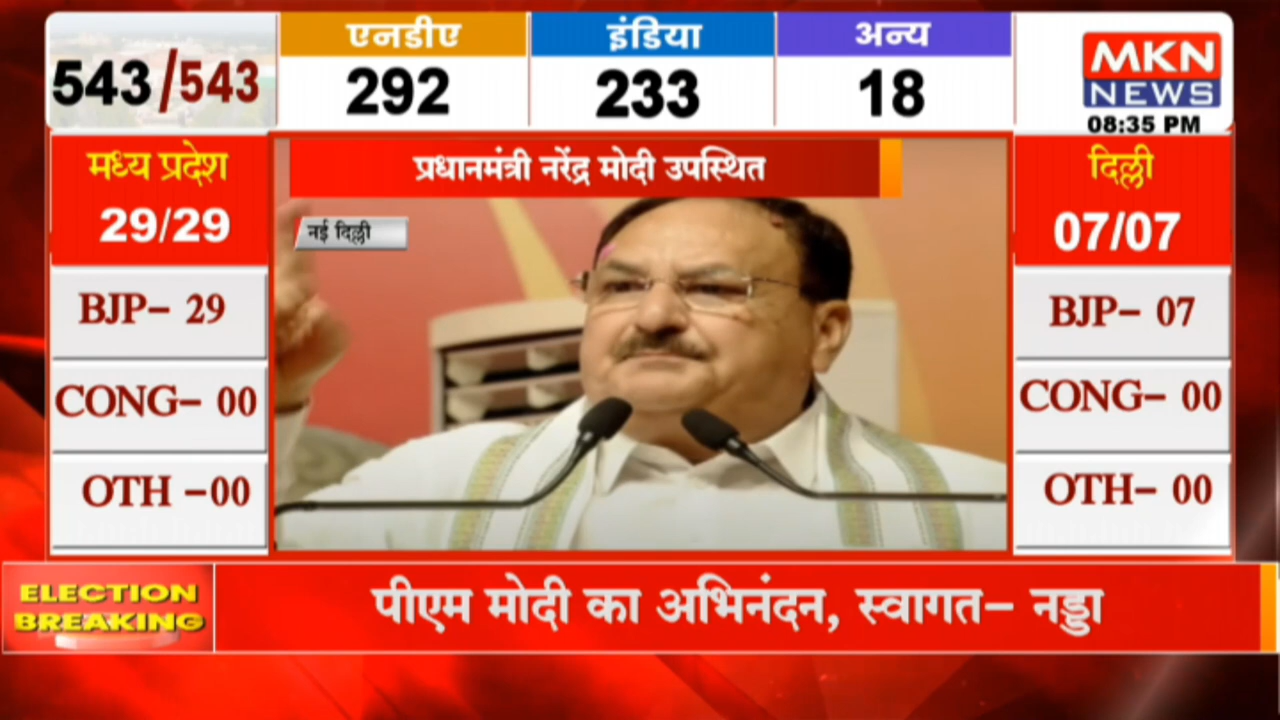 543/543
एनडीए
292
इंडिया
233
अन्य
18
MKN
NEWS
08:35 PM
मध्य प्रदेश
29/29
BJP- 29
CONG- 00
OTH -00
प्रधानमंत्री नरेंद्र मोदी उपस्थित
नई दिल्ली
दिल्ली
07/07
BJP- 07
CONG- 00
OTH- 00
ELECTION
BREAKING
पीएम मोदी का अभिनंदन, स्वागत- नड्डा